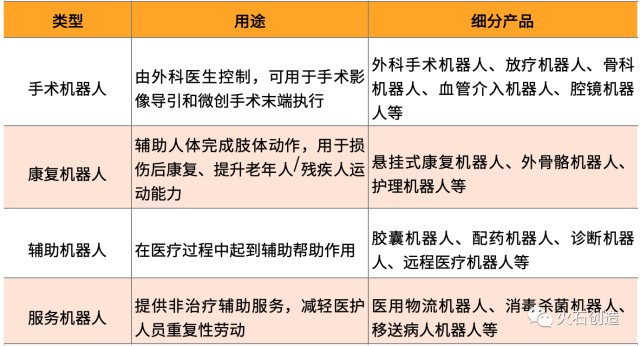 类型 用途 细分产品
手术机器人
由外科医生控制，可用于手术影
像导引和微创手术末端执行
外科手术机器人、放疗机器人、骨科
机器人、血管介入机器人、腔镜机器
人等
康复机器人
辅助人体完成肢体动作，用于损
伤后康复、提升老年人/残疾人运
动能力
悬挂式康复机器人、外骨骼机器人、
护理机器人等
辅助机器人
在医疗过程中起到辅助帮助作用
胶囊机器人、配药机器人、诊断机器
人、远程医疗机器人等
服务机器人
提供非治疗辅助服务，减轻医护
人员重复性劳动
医用物流机器人、消毒杀菌机器人、
移送病人机器人等
火石创造